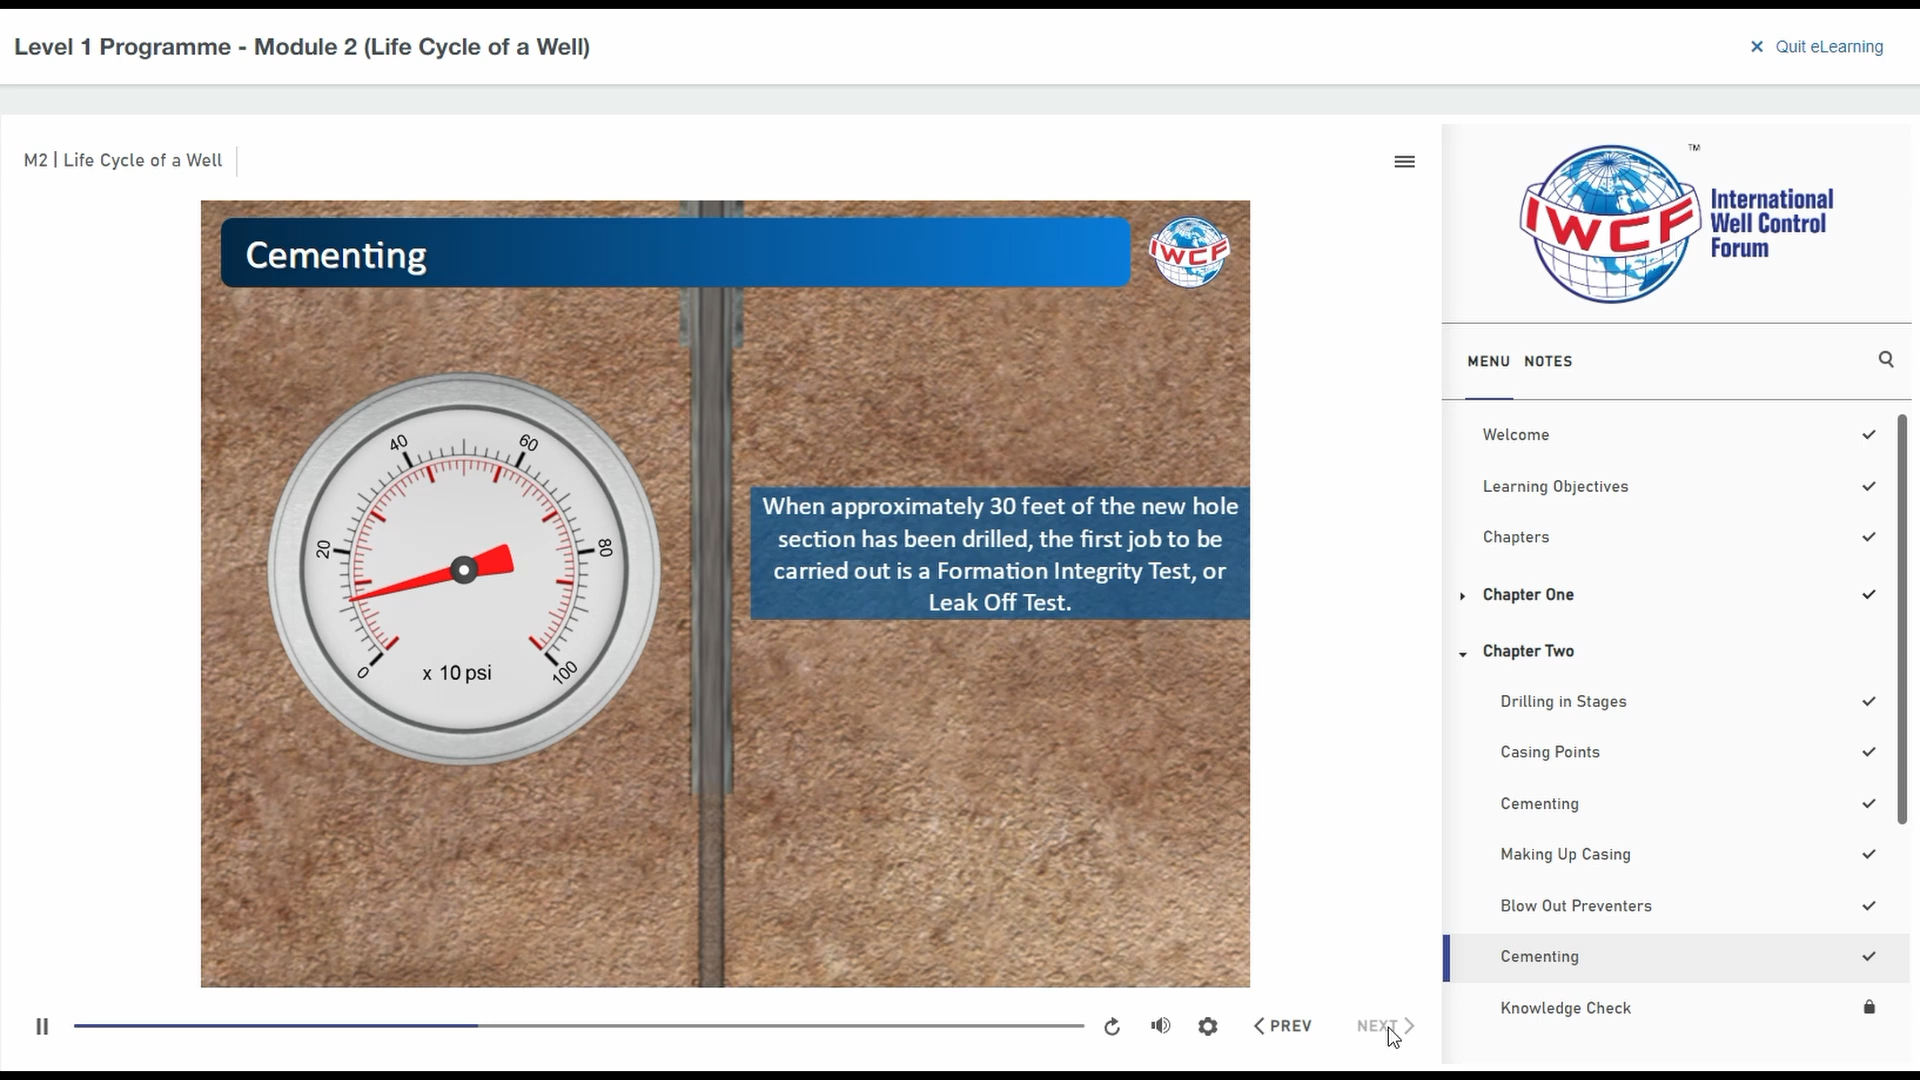 Level 1 Programme - Module 2 (Life Cycle of a Well)
Quit eLearning
M2 | Life Cycle of a Well
Cementing
IWCF
40
60
20
80
0
100
x 10 psi
When approximately 30 feet of the new hole
section has been drilled, the first job to be
carried out is a Formation Integrity Test, or
Leak Off Test.
PREV
NEXT
TM
IWCF
International
Well Control
Forum
MENU NOTES
Welcome
Learning Objectives
Chapters
Chapter One
Chapter Two
Drilling in Stages
Casing Points
Cementing
Making Up Casing
Blow Out Preventers
Cementing
Knowledge Check